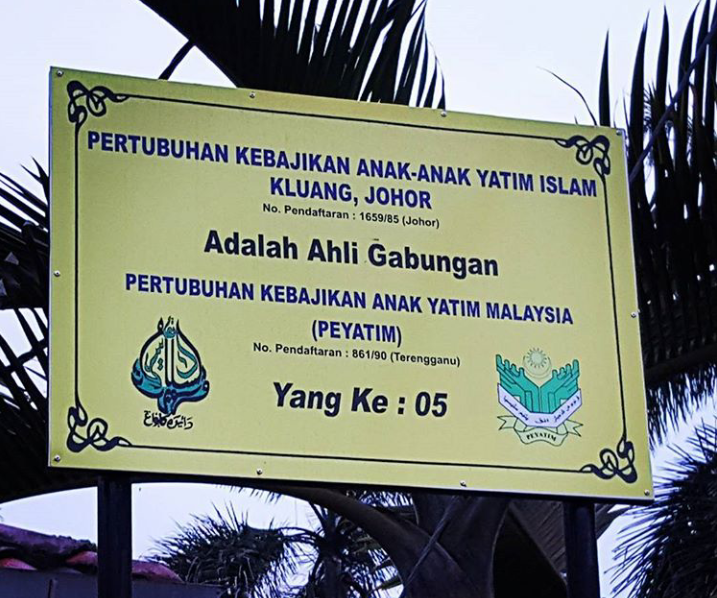 PERTUBUHAN KEBAJIKAN ANAK-ANAK YATIM ISLAM
KLUANG, JOHOR
No. Pendaftaran : 1659/85 (Johor)
Adalah Ahli Gabungan
PERTUBUHAN KEBAJIKAN ANAK YATIM MALAYSIA
(PEYATIM)
No. Pendaftaran : 861/90 (Terengganu)
Yang Ke : 05
PEYATIM